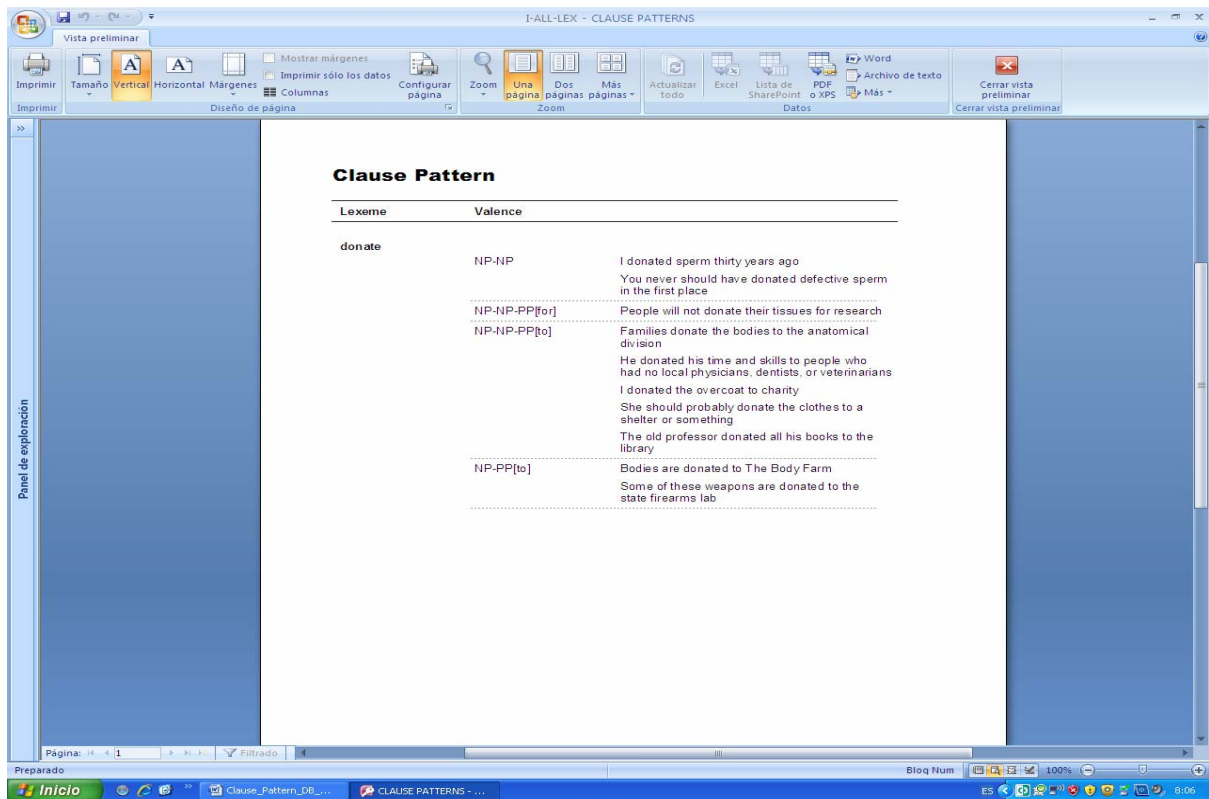 I-ALL-LEX - CLAUSE PATTERNS
Vista preliminar
Imprimir
Tamaño
Vertical
Horizontal
Márgenes
Mostrar márgenes
Imprimir sólo los datos
Columnas
Configurar página
Zoom
Una página
Dos páginas
Más páginas
Actualizar todo
Excel
Lista de SharePoint
PDF o XPS
Word
Archivo de texto
Más
Cerrar vista preliminar
Imprimir
Diseño de página
Zoom
Datos
Cerrar vista preliminar
Panel de exploración
Clause Pattern
Lexeme Valence
donate
NP-NP I donated sperm thirty years ago
You never should have donated defective sperm
in the first place
NP-NP-PP[for] People will not donate their tissues for research
NP-NP-PP[to] Families donate the bodies to the anatomical
division
He donated his time and skills to people who
had no local physicians, dentists, or veterinarians
I donated the overcoat to charity
She should probably donate the clothes to a
shelter or something
The old professor donated all his books to the
library
NP-PP[to] Bodies are donated to The Body Farm
Some of these weapons are donated to the
state firearms lab
Página: 1 Filtrado
Preparado Bloq Num 100%
Inicio Clause_Pattern_DB_... CLAUSE PATTERNS - ... ES 8:06